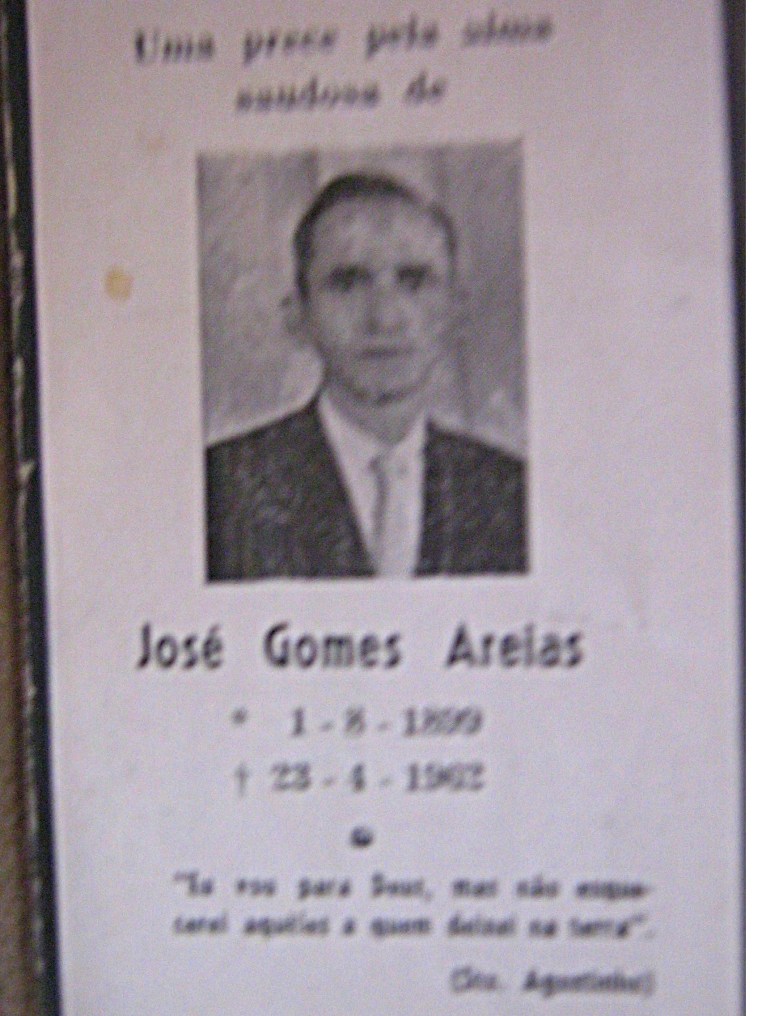 Uma prece pela alma
saudosa de
José Gomes Areias
* 1 - 8 - 1899
† 23 - 4 - 1962
"Eu vou para Deus, mas não esque-
cerei aquêles a quem deixei na terra".
(Sto. Agostinho)